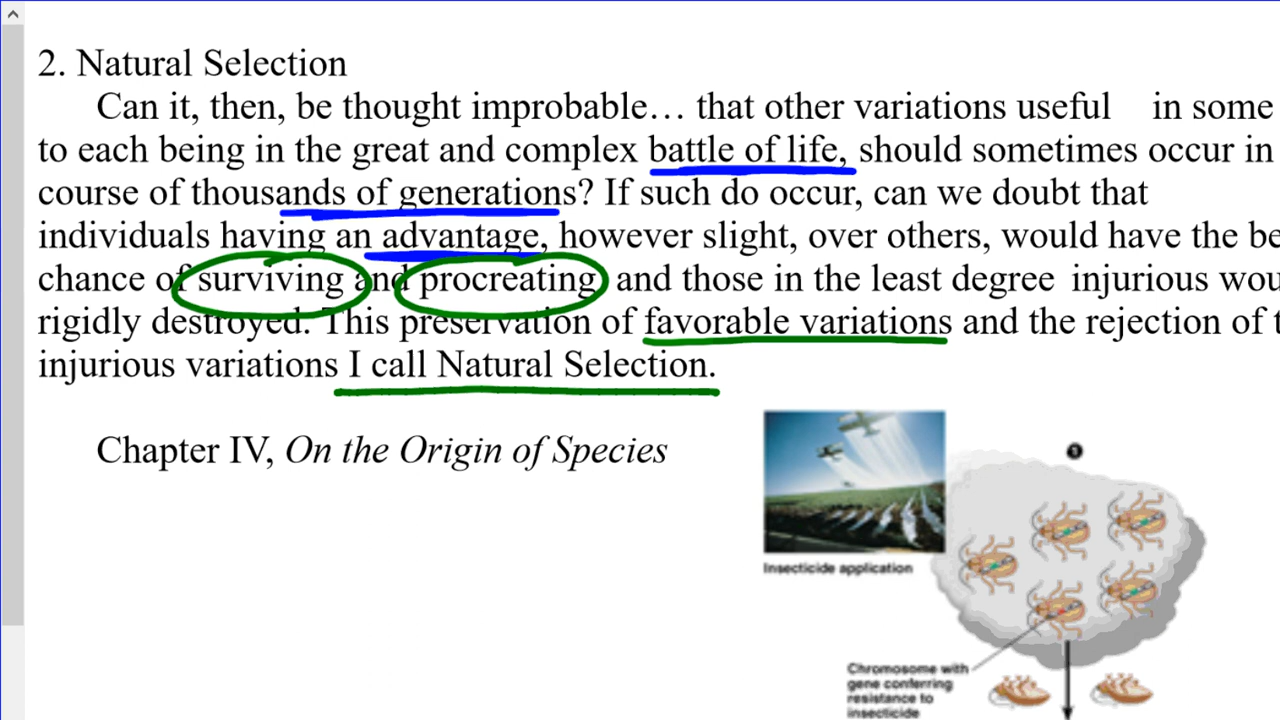 2. Natural Selection
Can it, then, be thought improbable… that other variations useful in some
to each being in the great and complex battle of life, should sometimes occur in
course of thousands of generations? If such do occur, can we doubt that
individuals having an advantage, however slight, over others, would have the be
chance of surviving and procreating and those in the least degree injurious wou
rigidly destroyed. This preservation of favorable variations and the rejection of t
injurious variations I call Natural Selection.
Chapter IV, On the Origin of Species
1
Insecticide application
Chromosome with
gene conferring
resistance to
insecticide